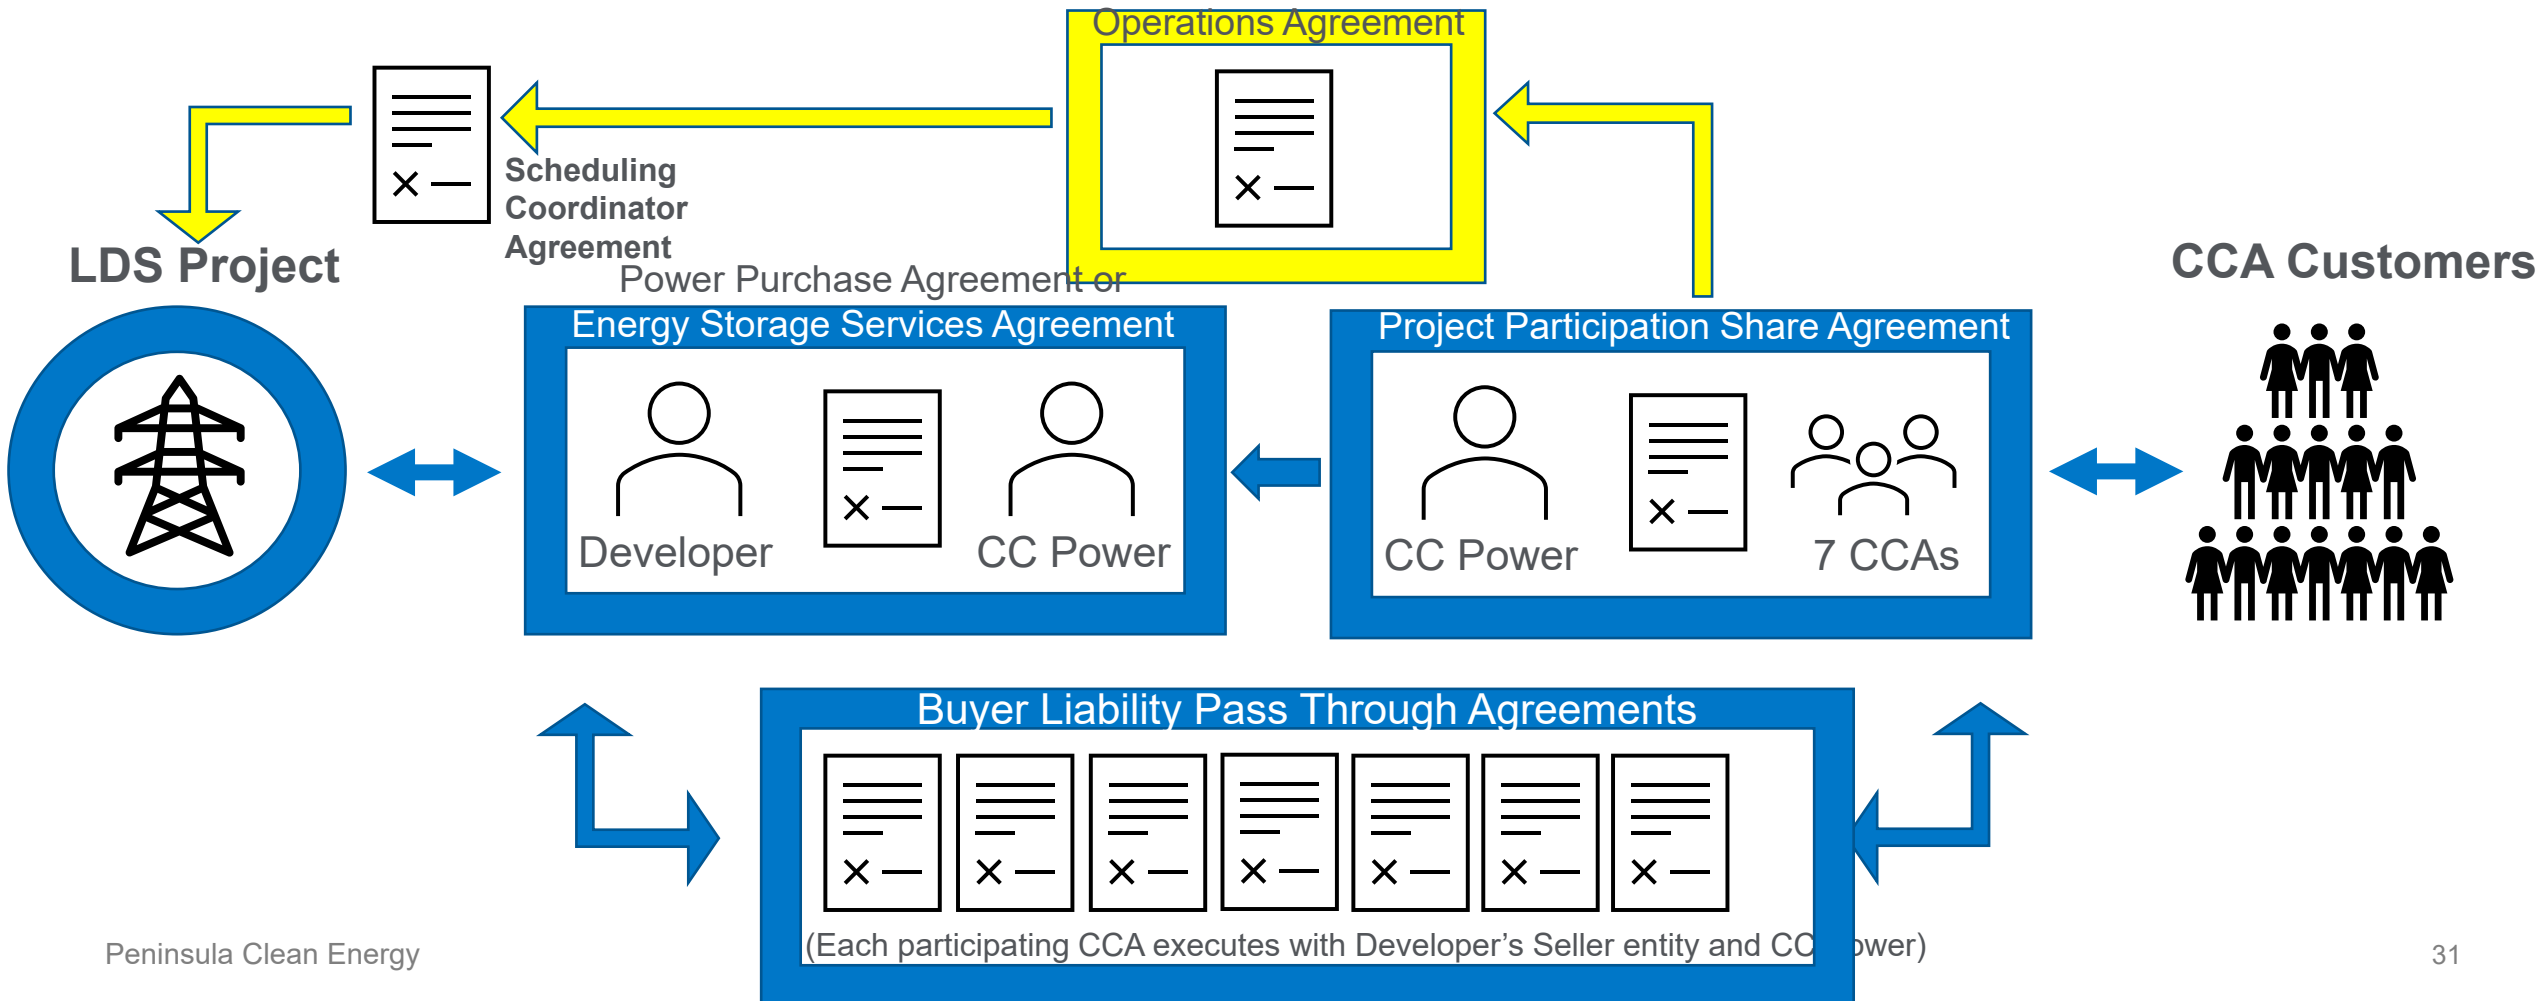 Operations Agreement
Scheduling
Coordinator
Agreement
LDS Project
CCA Customers
Power Purchase Agreement or
Energy Storage Services Agreement
Project Participation Share Agreement
Developer
CC Power
CC Power
7 CCAs
Buyer Liability Pass Through Agreements
(Each participating CCA executes with Developer's Seller entity and CC Power)
Peninsula Clean Energy
31